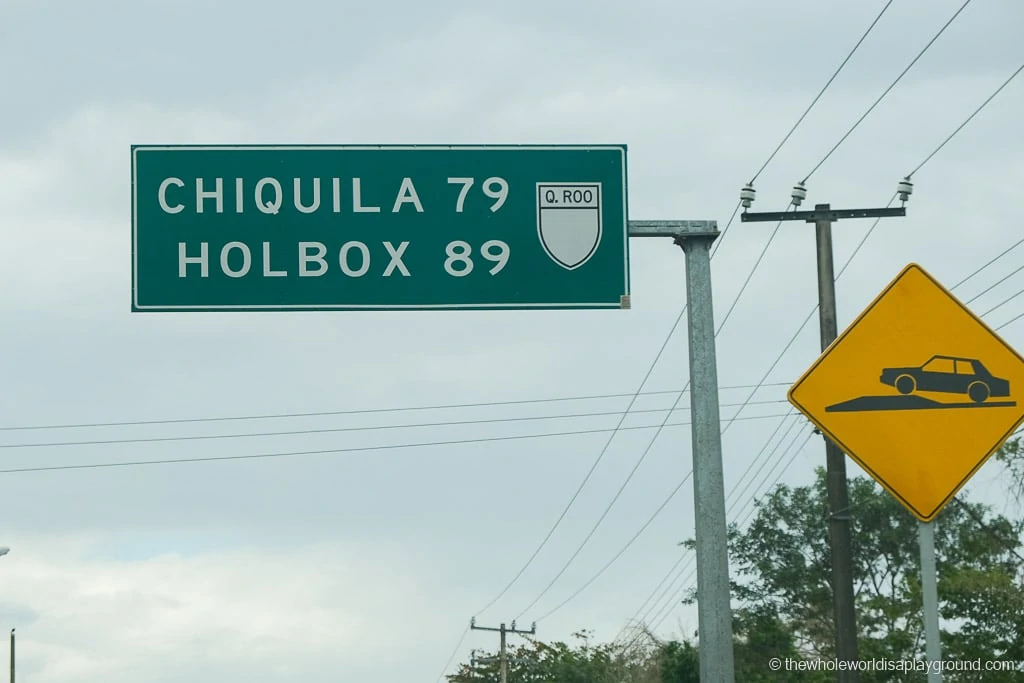 CHIQUILA 79
HOLBOX 89
Q. ROO
© thewholeworldisaplayground.com